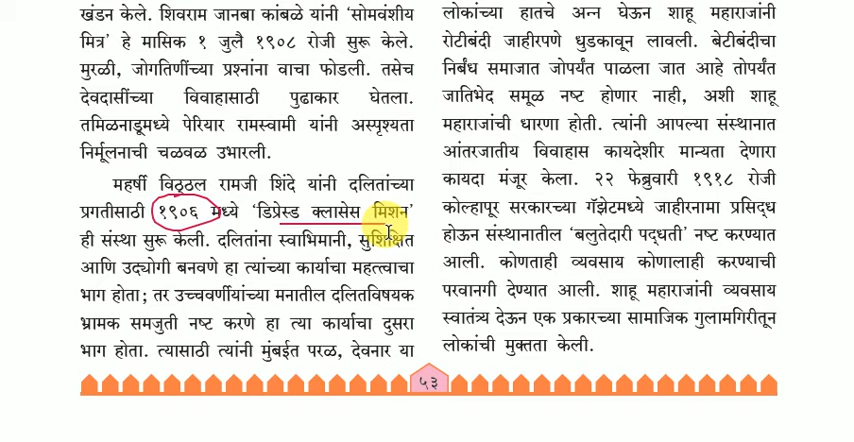 खंडन केले. शिवराम जानबा कांबळे यांनी ‘सोमवंशीय
मित्र’ हे मासिक १ जुलै १९०८ रोजी सुरू केले.
मुरळी, जोगतिणींच्या प्रश्नांना वाचा फोडली. तसेच
देवदासींच्या विवाहासाठी पुढाकार घेतला.
तमिळनाडूमध्ये पेरियार रामस्वामी यांनी अस्पृश्यता
निर्मूलनाची चळवळ उभारली.
महर्षी विठ्ठल रामजी शिंदे यांनी दलितांच्या
प्रगतीसाठी १९०६ मध्ये ‘डिप्रेस्ड क्लासेस मिशन’
ही संस्था सुरू केली. दलितांना स्वाभिमानी, सुशिक्षित
आणि उद्योगी बनवणे हा त्यांच्या कार्याचा महत्त्वाचा
भाग होता; तर उच्चवर्णीयांच्या मनातील दलितविषयक
भ्रामक समजुती नष्ट करणे हा त्या कार्याचा दुसरा
भाग होता. त्यासाठी त्यांनी मुंबईत परळ, देवनार या
लोकांच्या हातचे अन्न घेऊन शाहू महाराजांनी
रोटीबंदी जाहीरपणे धुडकावून लावली. बेटीबंदीचा
निर्बंध समाजात जोपर्यंत पाळला जात आहे तोपर्यंत
जातिभेद समूळ नष्ट होणार नाही, अशी शाहू
महाराजांची धारणा होती. त्यांनी आपल्या संस्थानात
आंतरजातीय विवाहास कायदेशीर मान्यता देणारा
कायदा मंजूर केला. २२ फेब्रुवारी १९१८ रोजी
कोल्हापूर सरकारच्या गॅझेटमध्ये जाहीरनामा प्रसिद्ध
होऊन संस्थानातील ‘बलुतेदारी पद्धती’ नष्ट करण्यात
आली. कोणताही व्यवसाय कोणालाही करण्याची
परवानगी देण्यात आली. शाहू महाराजांनी व्यवसाय
स्वातंत्र्य देऊन एक प्रकारच्या सामाजिक गुलामगिरीतून
लोकांची मुक्तता केली.
५३